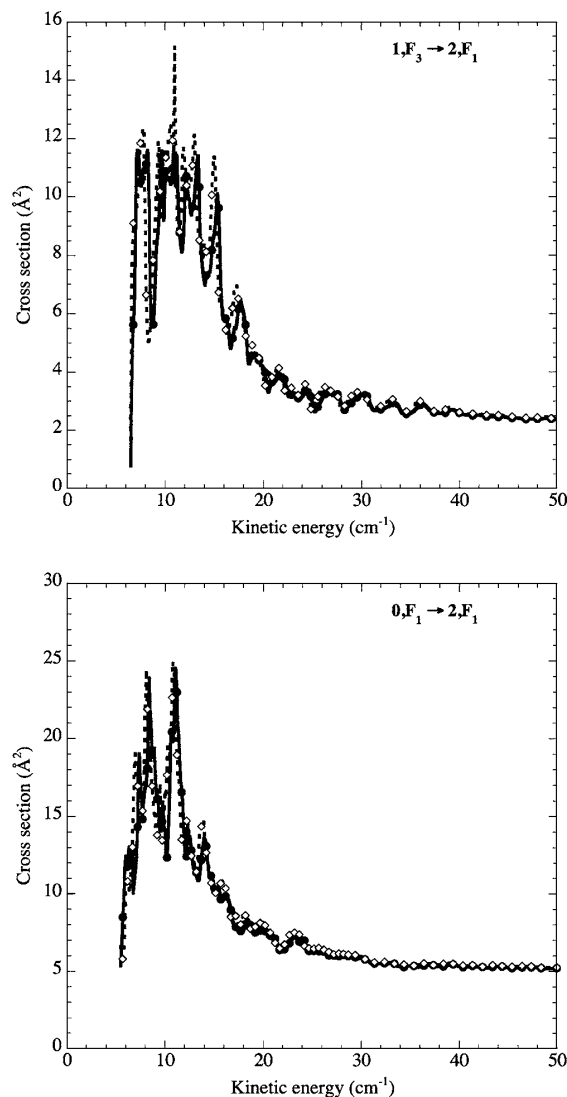 16
1,F₃ → 2,F₁
14
12
10
8
6
4
2
0
Cross section (Å²)
0 10 20 30 40 50
Kinetic energy (cm⁻¹)
30
0,F₁ → 2,F₁
25
20
15
10
5
0
Cross section (Å²)
0 10 20 30 40 50
Kinetic energy (cm⁻¹)